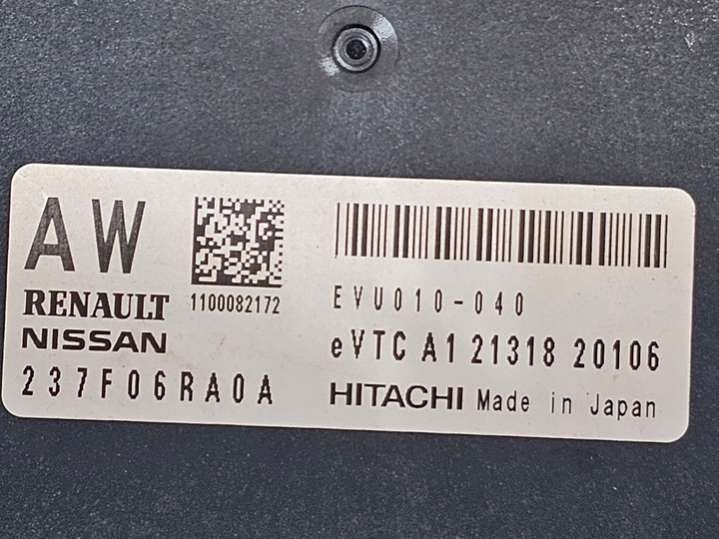 AW
1100082172
RENAULT
NISSAN
237F06RA0A
EVU010-040
eVTC A1 21318 20106
HITACHI Made in Japan